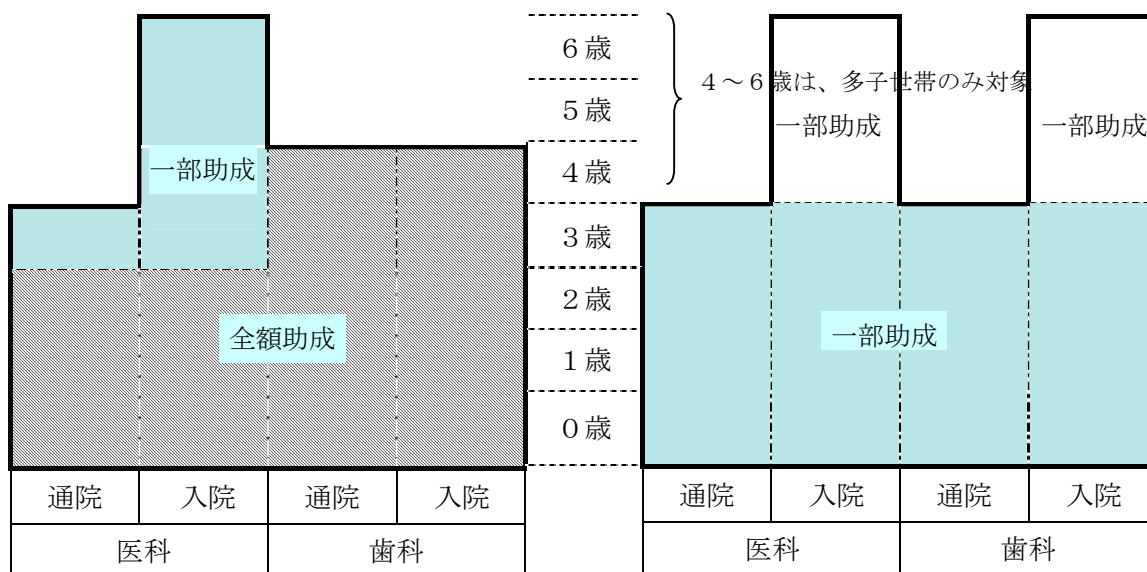 6歳
4～6歳は、多子世帯のみ対象
5歳
一部助成
一部助成
一部助成
4歳
3歳
2歳
全額助成
一部助成
1歳
0歳
通院 入院 通院 入院
通院 入院 通院 入院
医科 歯科
医科 歯科